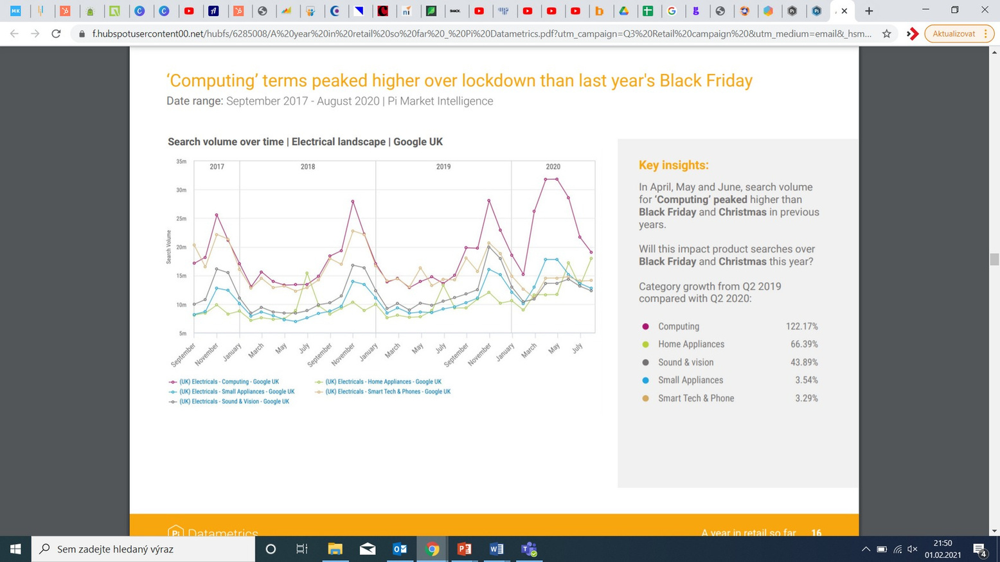 f.hubspotusercontent00.net/hubfs/6285008/A%20year%20in%20retail%20so%20far%20_%20Pi%20Datametrics.pdf?utm_campaign=Q3%20Retail%20campaign%20&utm_medium=email&_hsm...
Aktualizovat
‘Computing’ terms peaked higher over lockdown than last year's Black Friday
Date range: September 2017 - August 2020 | Pi Market Intelligence
Search volume over time | Electrical landscape | Google UK
2017 2018 2019 2020
35m
30m
25m
20m
15m
10m
5m
Search Volume
September November January March May July September November January March May July September November January March May July
(UK) Electricals - Computing - Google UK
(UK) Electricals - Home Appliances - Google UK
(UK) Electricals - Small Appliances - Google UK
(UK) Electricals - Smart Tech & Phones - Google UK
(UK) Electricals - Sound & Vision - Google UK
Key insights:
In April, May and June, search volume
for ‘Computing’ peaked higher than
Black Friday and Christmas in previous
years.
Will this impact product searches over
Black Friday and Christmas this year?
Category growth from Q2 2019
compared with Q2 2020:
Computing 122.17%
Home Appliances 66.39%
Sound & vision 43.89%
Small Appliances 3.54%
Smart Tech & Phone 3.29%
Pi Datametrics
A year in retail so far 16
Sem zadejte hledaný výraz
21:50
01.02.2021
4